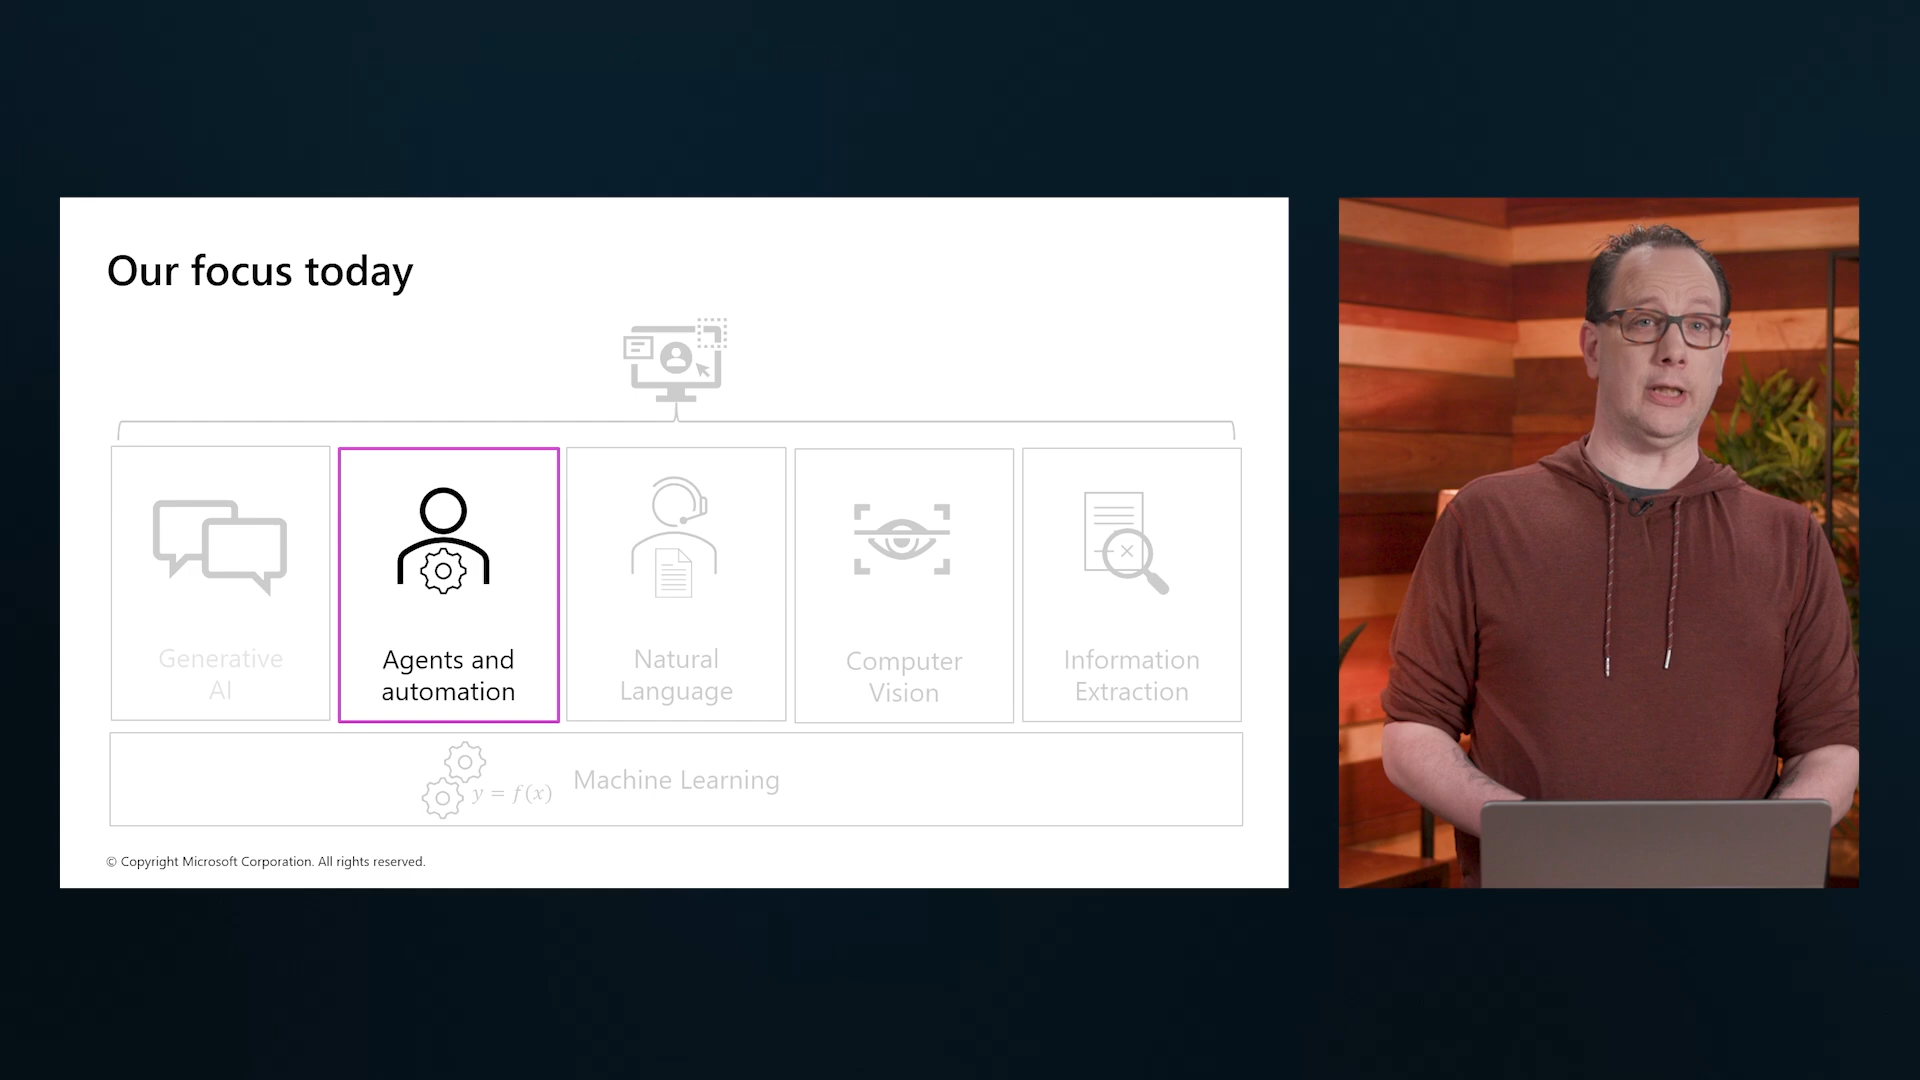 Our focus today
Generative
AI
Agents and
automation
Natural
Language
Computer
Vision
Information
Extraction
y = f(x)
Machine Learning
© Copyright Microsoft Corporation. All rights reserved.